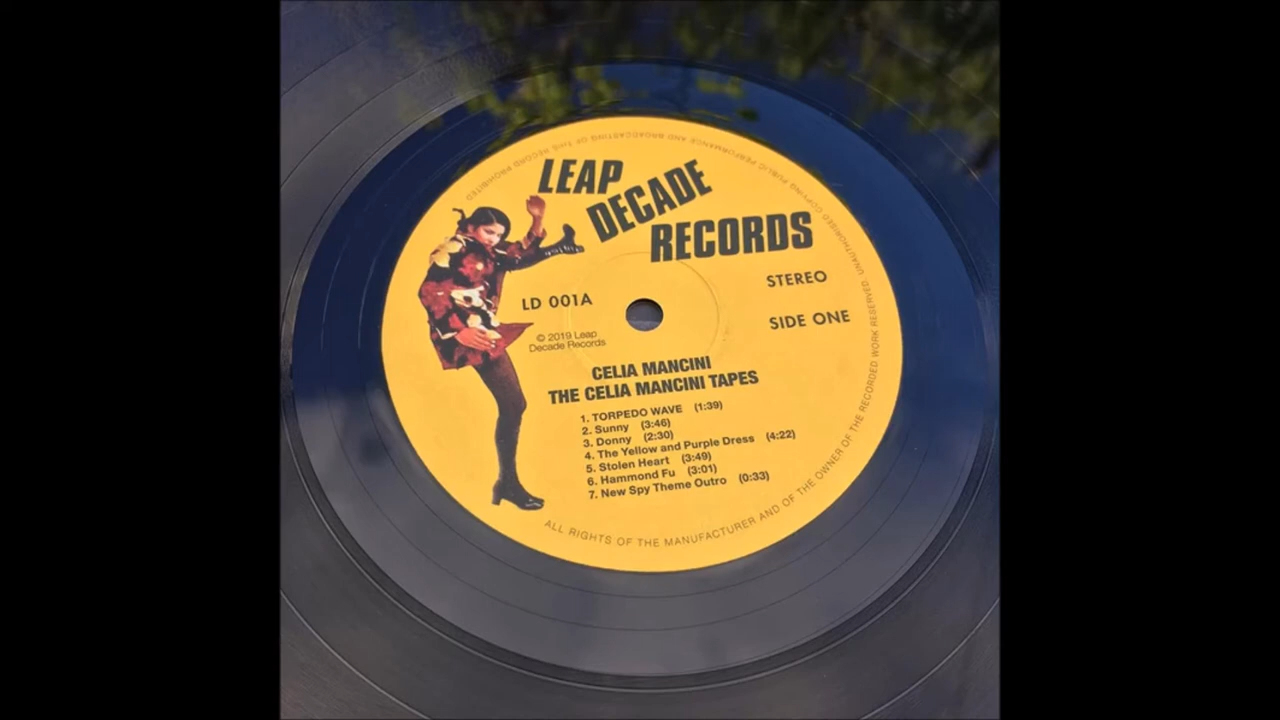 LEAP
DECADE
RECORDS
LD 001A
STEREO
SIDE ONE
© 2019 Leap
Decade Records
CELIA MANCINI
THE CELIA MANCINI TAPES
1. TORPEDO WAVE (1:39)
2. Sunny (3:46)
3. Donny (2:30)
4. The Yellow and Purple Dress (4:22)
5. Stolen Heart (3:49)
6. Hammond Fu (3:01)
7. New Spy Theme Outro (0:33)
ALL RIGHTS OF THE MANUFACTURER AND OF THE OWNER OF THE RECORDED WORK RESERVED. UNAUTHORISED COPYING PUBLIC PERFORMANCE AND BROADCASTING OF THIS RECORD PROHIBITED